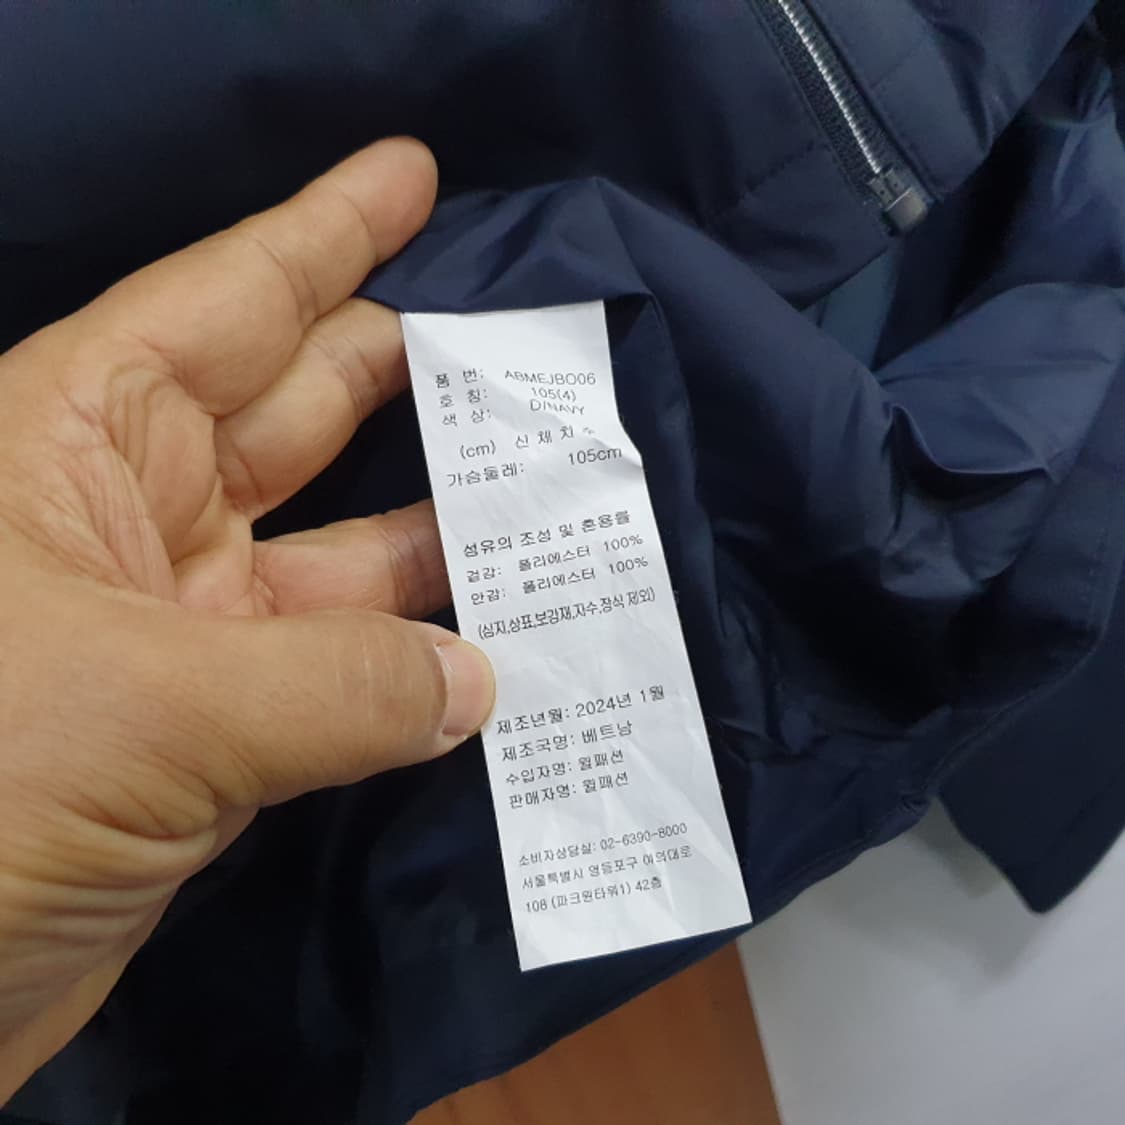 품 번: ABMEJBO06
호 칭: 105(4)
색 상: D/NAVY
(cm) 신 체 치 수
가슴둘레: 105cm
섬유의 조성 및 혼용률
겉감: 폴리에스터 100%
안감: 폴리에스터 100%
(심지,상표,보강재,자수,장식 제외)
제조년월: 2024년 1월
제조국명: 베트남
수입자명: 월패션
판매자명: 월패션
소비자상담실: 02-6390-8000
서울특별시 영등포구 여의대로
108 (파크원타워1) 42층